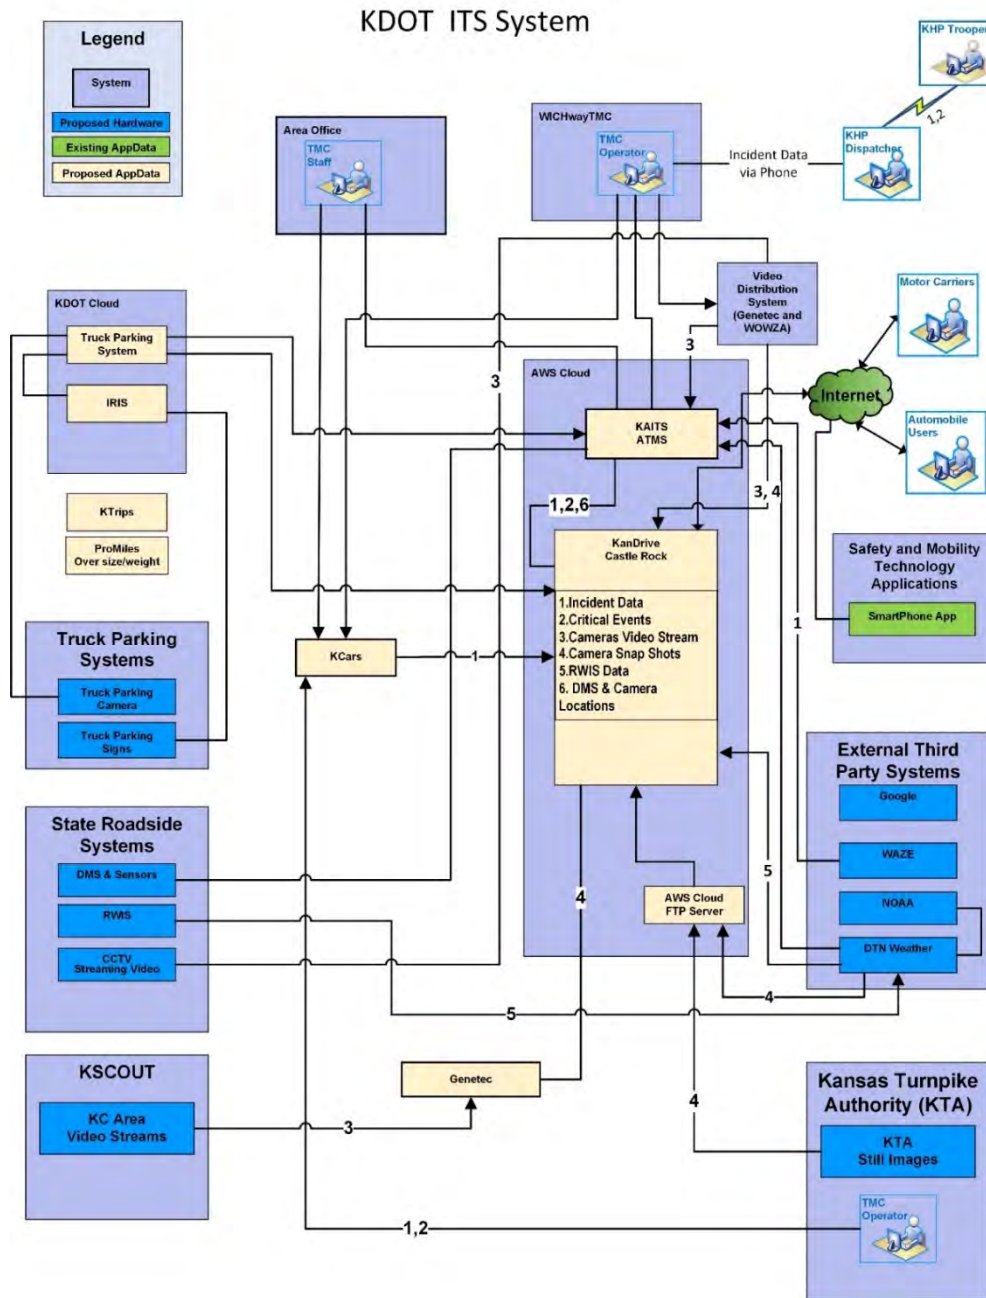 KDOT ITS System
Legend
System
Proposed Hardware
Existing AppData
Proposed AppData
Area Office
TMC
Staff
WICHwayTMC
TMC
Operator
Incident Data
via Phone
KHP Trooper
1,2
KHP
Dispatcher
KDOT Cloud
Truck Parking
System
IRIS
KTrips
ProMiles
Over size/weight
Video
Distribution
System
(Genetec and
WOWZA)
3
3
Motor Carriers
Internet
Automobile
Users
AWS Cloud
KAITS
ATMS
1,2,6
3, 4
KanDrive
Castle Rock
1.Incident Data
2.Critical Events
3.Cameras Video Stream
4.Camera Snap Shots
5.RWIS Data
6. DMS & Camera
Locations
Safety and Mobility
Technology
Applications
SmartPhone App
1
KCars
1
Truck Parking
Systems
Truck Parking
Camera
Truck Parking
Signs
External Third
Party Systems
Google
WAZE
NOAA
DTN Weather
State Roadside
Systems
DMS & Sensors
RWIS
CCTV
Streaming Video
AWS Cloud
FTP Server
4
5
4
5
KSCOUT
KC Area
Video Streams
3
Genetec
4
Kansas Turnpike
Authority (KTA)
KTA
Still Images
TMC
Operator
1,2